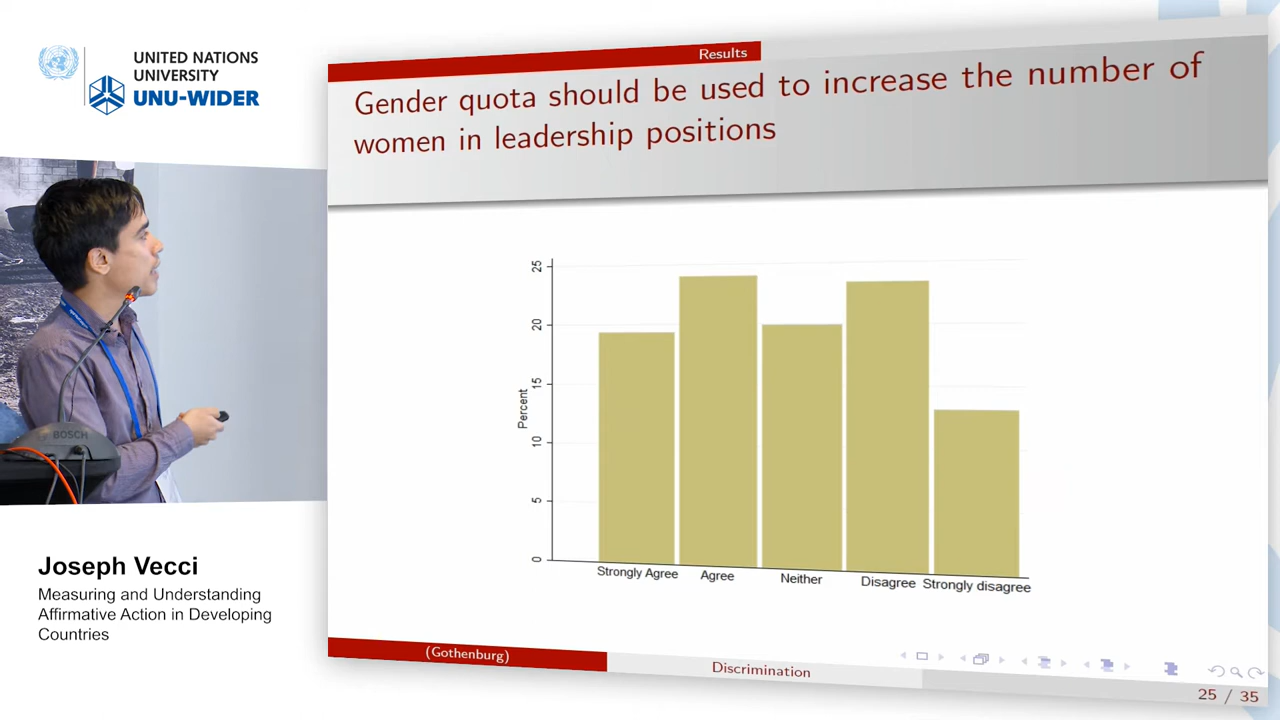 UNITED NATIONS
UNIVERSITY
UNU-WIDER
Results
Gender quota should be used to increase the number of
women in leadership positions
25
20
15
10
5
0
Percent
Strongly Agree
Agree
Neither
Disagree
Strongly disagree
BOSCH
Joseph Vecci
Measuring and Understanding
Affirmative Action in Developing
Countries
(Gothenburg)
Discrimination
25 / 35